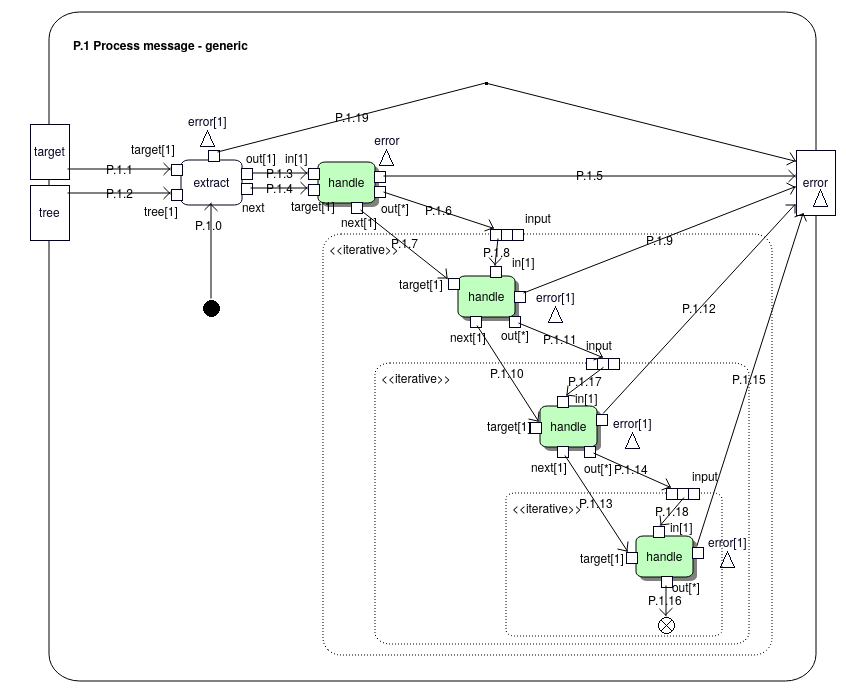 P.1 Process message - generic
P.1.19
error[1]
target[1]
error
out[1]
in[1]
target
P.1.1
P.1.3
P.1.5
extract
handle
error
P.1.2
P.1.4
tree
tree[1]
next
target[1]
out[*]
P.1.6
input
P.1.0
next[1]
P.1.7
<<iterative>>
P.1.8
P.1.9
in[1]
target[1]
handle
error[1]
P.1.12
next[1]
out[*]
P.1.11
input
P.1.10
<<iterative>>
P.1.17
P.1.15
in[1]
target[1]
handle
error[1]
next[1]
out[*]
P.1.14
input
<<iterative>>
P.1.13
P.1.18
in[1]
error[1]
target[1]
handle
out[*]
P.1.16